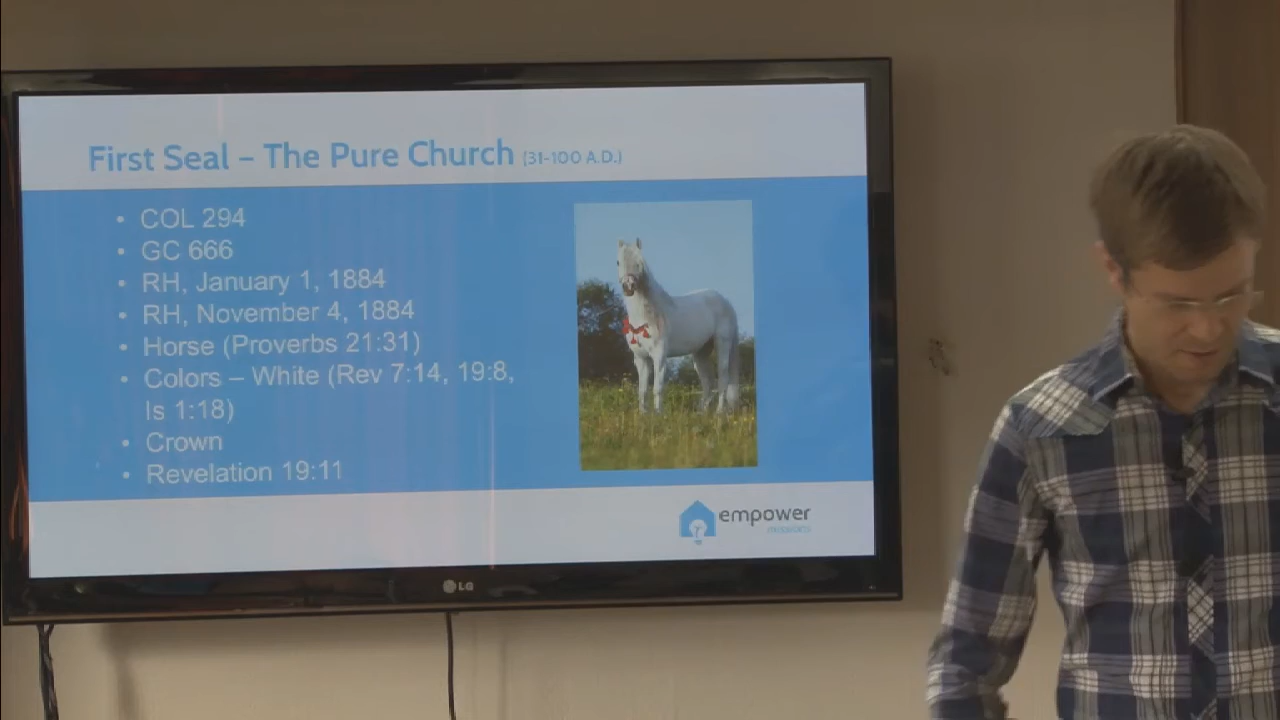 First Seal – The Pure Church (31-100 A.D.)
• COL 294
• GC 666
• RH, January 1, 1884
• RH, November 4, 1884
• Horse (Proverbs 21:31)
• Colors – White (Rev 7:14, 19:8,
Is 1:18)
• Crown
• Revelation 19:11
empower
LG